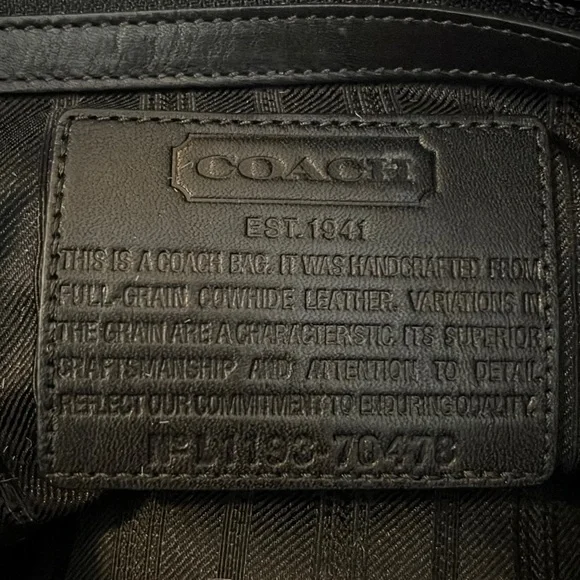 COACH
EST. 1941
THIS IS A COACH BAG. IT WAS HANDCRAFTED FROM
FULL-GRAIN COWHIDE LEATHER. VARIATIONS IN
THE GRAIN ARE A CHARACTERISTIC. ITS SUPERIOR
CRAFTSMANSHIP AND ATTENTION TO DETAIL
REFLECT OUR COMMITMENT TO ENDURING QUALITY.